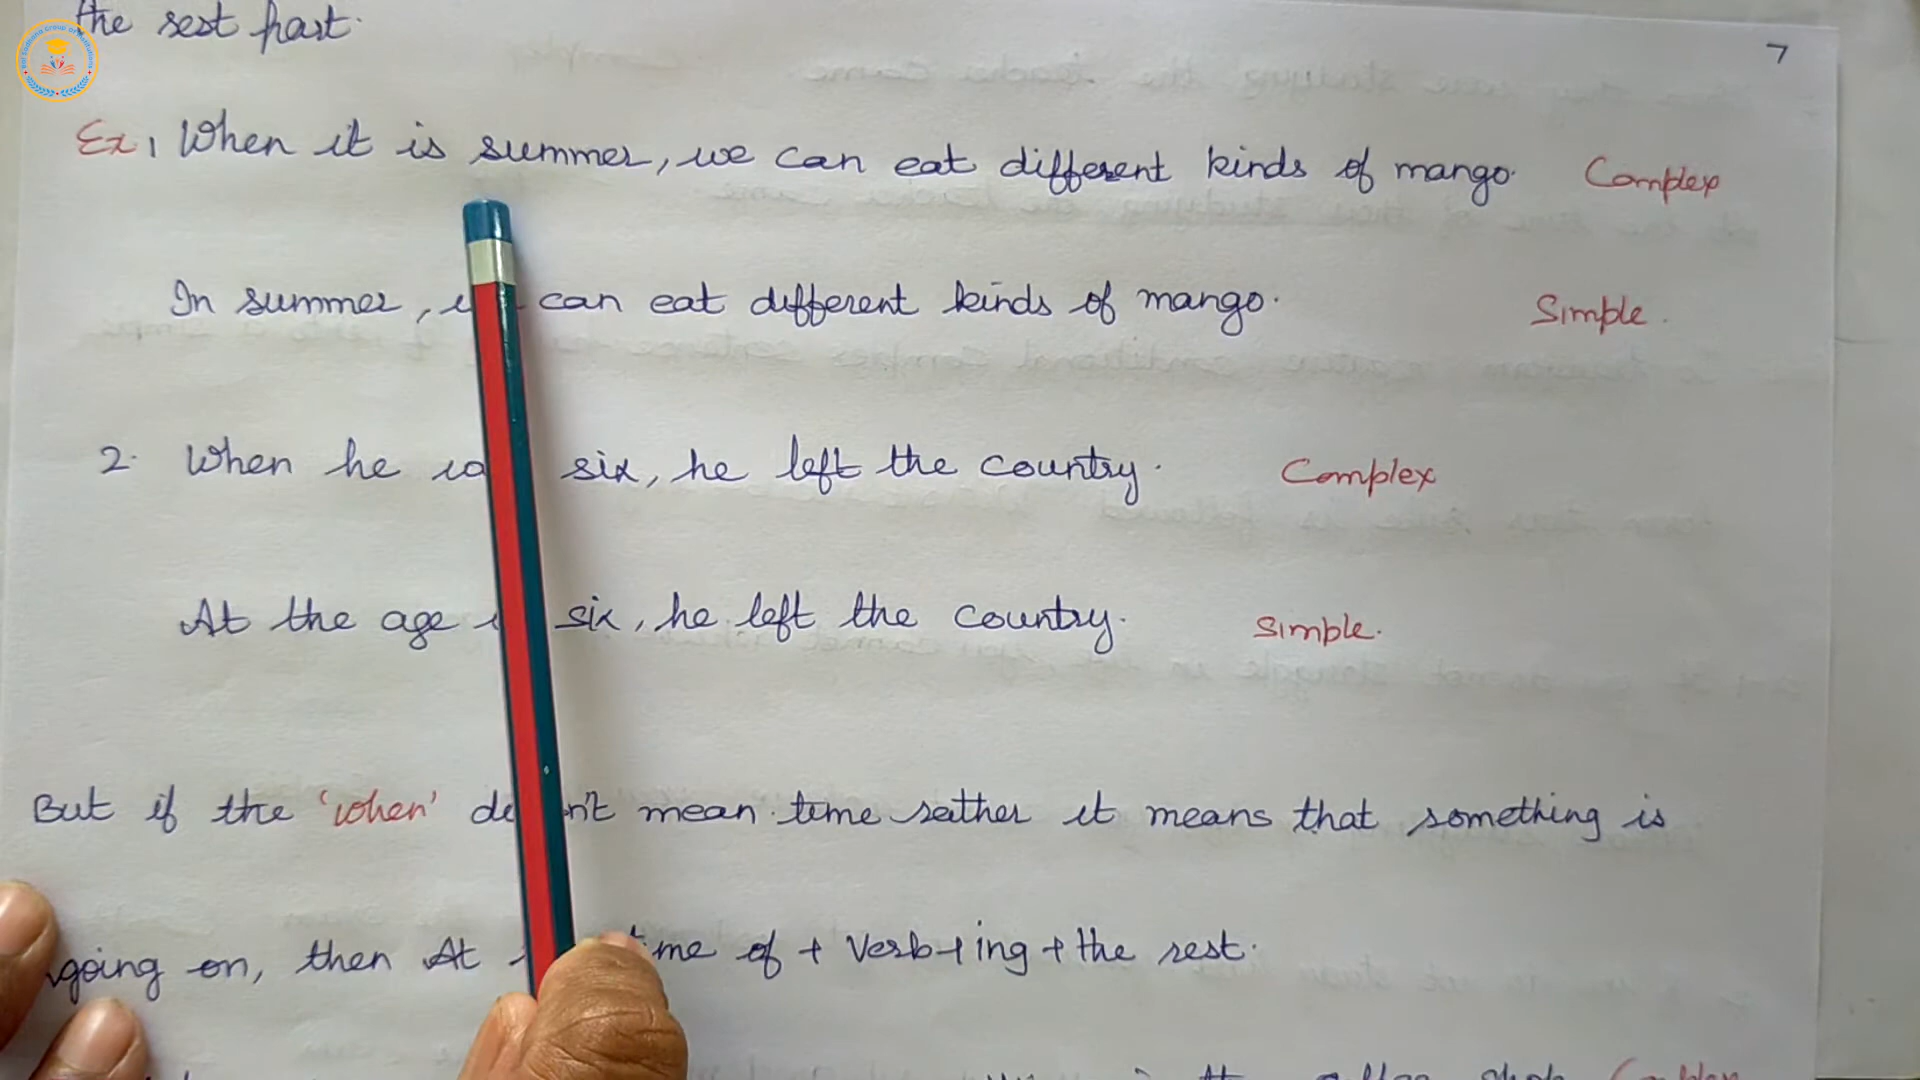 the rest part.
7
Ex 1 When it is summer, we can eat different kinds of mango. Complex
In summer, can eat different kinds of mango. Simple.
2. When he six, he left the country. Complex
At the age six, he left the country. Simple.
But if the 'when' mean time rather it means that something is
going on, then At time of + Verb+ing + the rest.